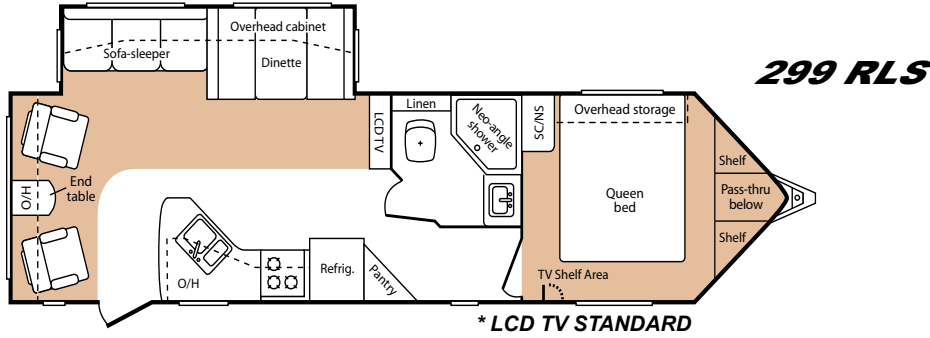 Overhead cabinet
Sofa-sleeper
Dinette
299 RLS
LCD TV
Linen
Neo-angle
shower
SC/NS
Overhead storage
H/O
End
table
Queen
bed
Shelf
Pass-thru
below
Shelf
O/H
Refrig.
Pantry
TV Shelf Area
* LCD TV STANDARD